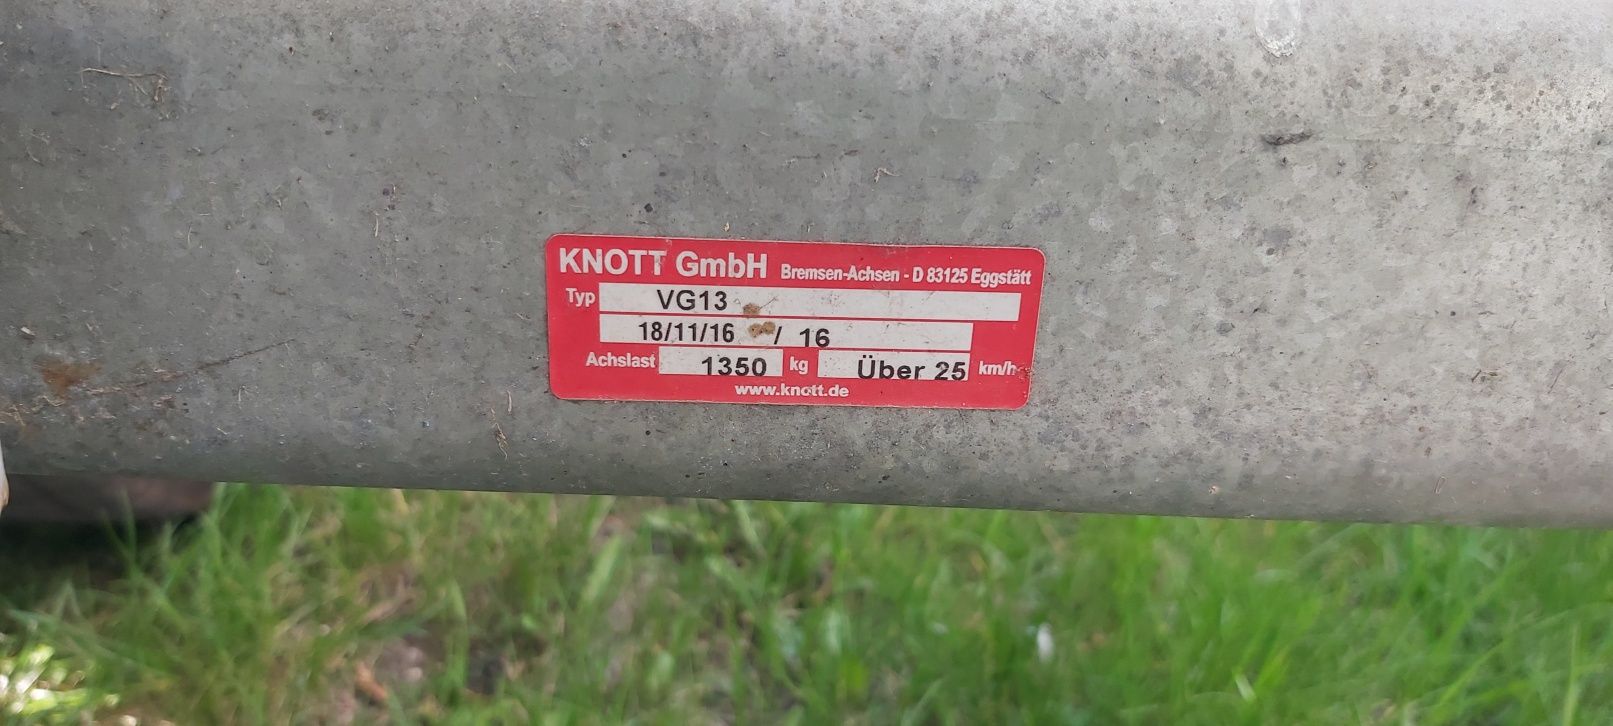 KNOTT GmbH Bremsen-Achsen - D 83125 Eggstätt
Typ VG13
18/11/16 / 16
Achslast 1350 kg Über 25 km/h
www.knott.de